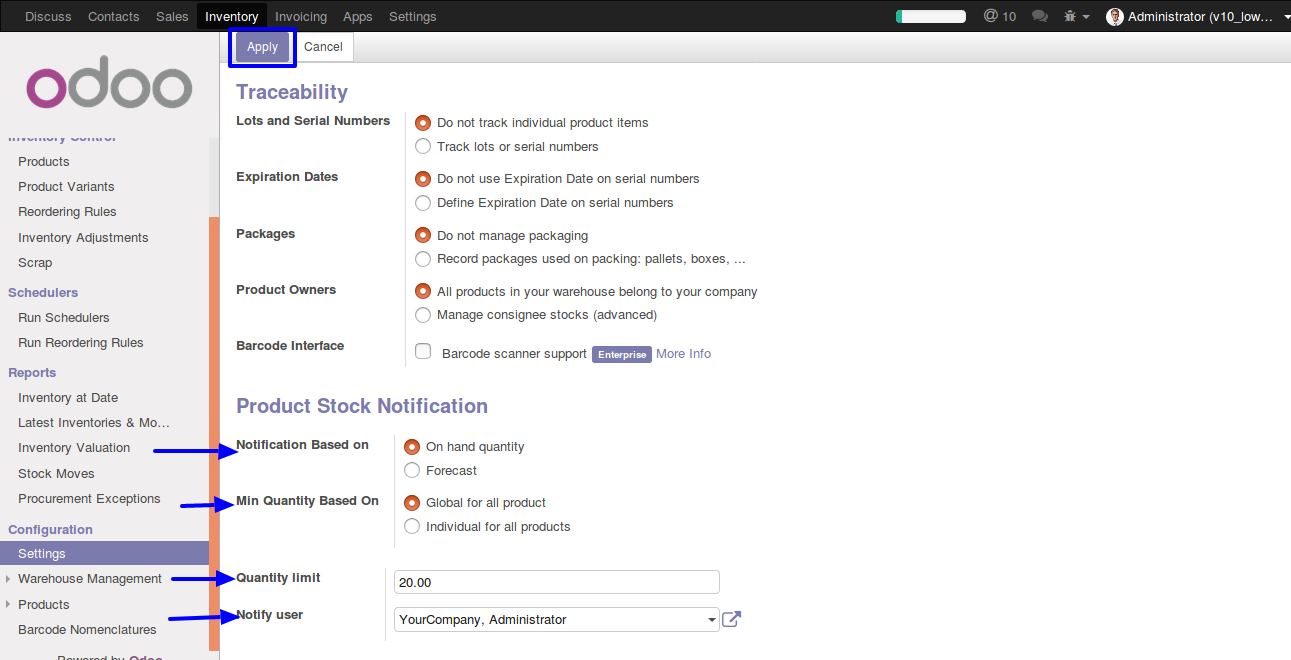 Discuss Contacts Sales Inventory Invoicing Apps Settings @ 10 Administrator (v10_low...
odoo
Apply Cancel
Inventory Control
Products
Product Variants
Reordering Rules
Inventory Adjustments
Scrap
Schedulers
Run Schedulers
Run Reordering Rules
Reports
Inventory at Date
Latest Inventories & Mo...
Inventory Valuation
Stock Moves
Procurement Exceptions
Configuration
Settings
Warehouse Management
Products
Barcode Nomenclatures
Powered by Odoo
Traceability
Lots and Serial Numbers
Do not track individual product items
Track lots or serial numbers
Expiration Dates
Do not use Expiration Date on serial numbers
Define Expiration Date on serial numbers
Packages
Do not manage packaging
Record packages used on packing: pallets, boxes, ...
Product Owners
All products in your warehouse belong to your company
Manage consignee stocks (advanced)
Barcode Interface
Barcode scanner support Enterprise More Info
Product Stock Notification
Notification Based on
On hand quantity
Forecast
Min Quantity Based On
Global for all product
Individual for all products
Quantity limit
20.00
Notify user
YourCompany, Administrator